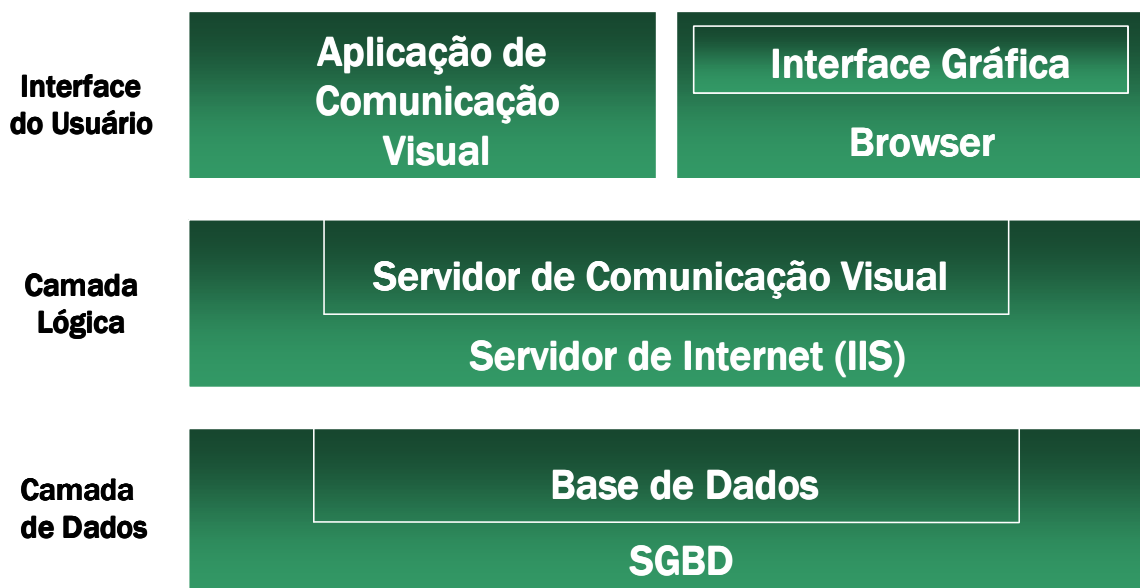 Interface
do Usuário
Aplicação de
Comunicação
Visual
Interface Gráfica
Browser
Camada
Lógica
Servidor de Comunicação Visual
Servidor de Internet (IIS)
Camada
de Dados
Base de Dados
SGBD